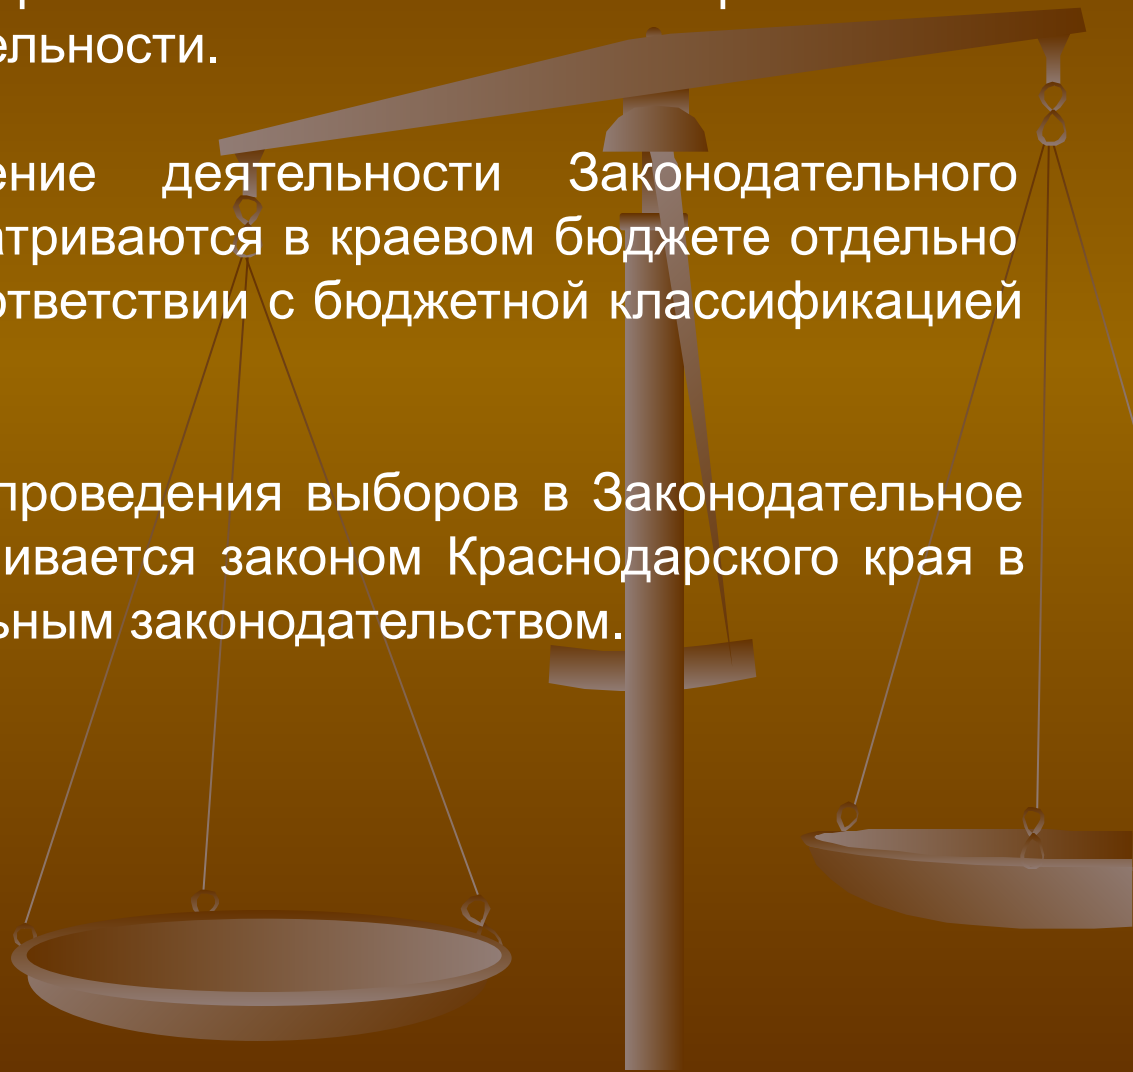 ельности.
ение деятельности Законодательного
атриваются в краевом бюджете отдельно
ответствии с бюджетной классификацией
проведения выборов в Законодательное
ивается законом Краснодарского края в
ьным законодательством.